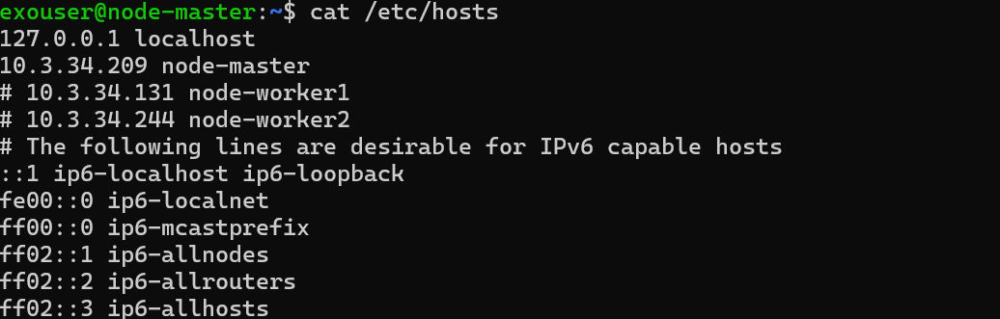 exouser@node-master:~$ cat /etc/hosts
127.0.0.1 localhost
10.3.34.209 node-master
# 10.3.34.131 node-worker1
# 10.3.34.244 node-worker2
# The following lines are desirable for IPv6 capable hosts
::1 ip6-localhost ip6-loopback
fe00::0 ip6-localnet
ff00::0 ip6-mcastprefix
ff02::1 ip6-allnodes
ff02::2 ip6-allrouters
ff02::3 ip6-allhosts